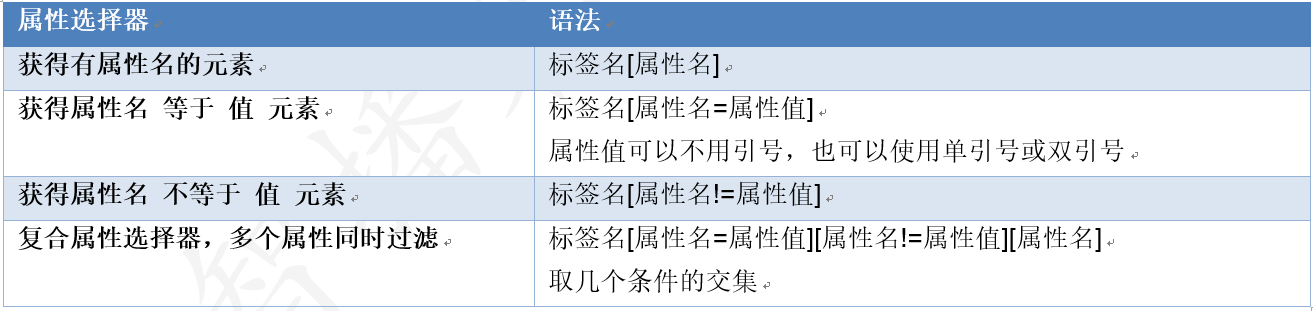 属性选择器 语法
获得有属性名的元素 标签名[属性名]
获得属性名 等于 值 元素 标签名[属性名=属性值]
属性值可以不用引号，也可以使用单引号或双引号
获得属性名 不等于 值 元素 标签名[属性名!=属性值]
复合属性选择器，多个属性同时过滤 标签名[属性名=属性值][属性名!=属性值][属性名]
取几个条件的交集